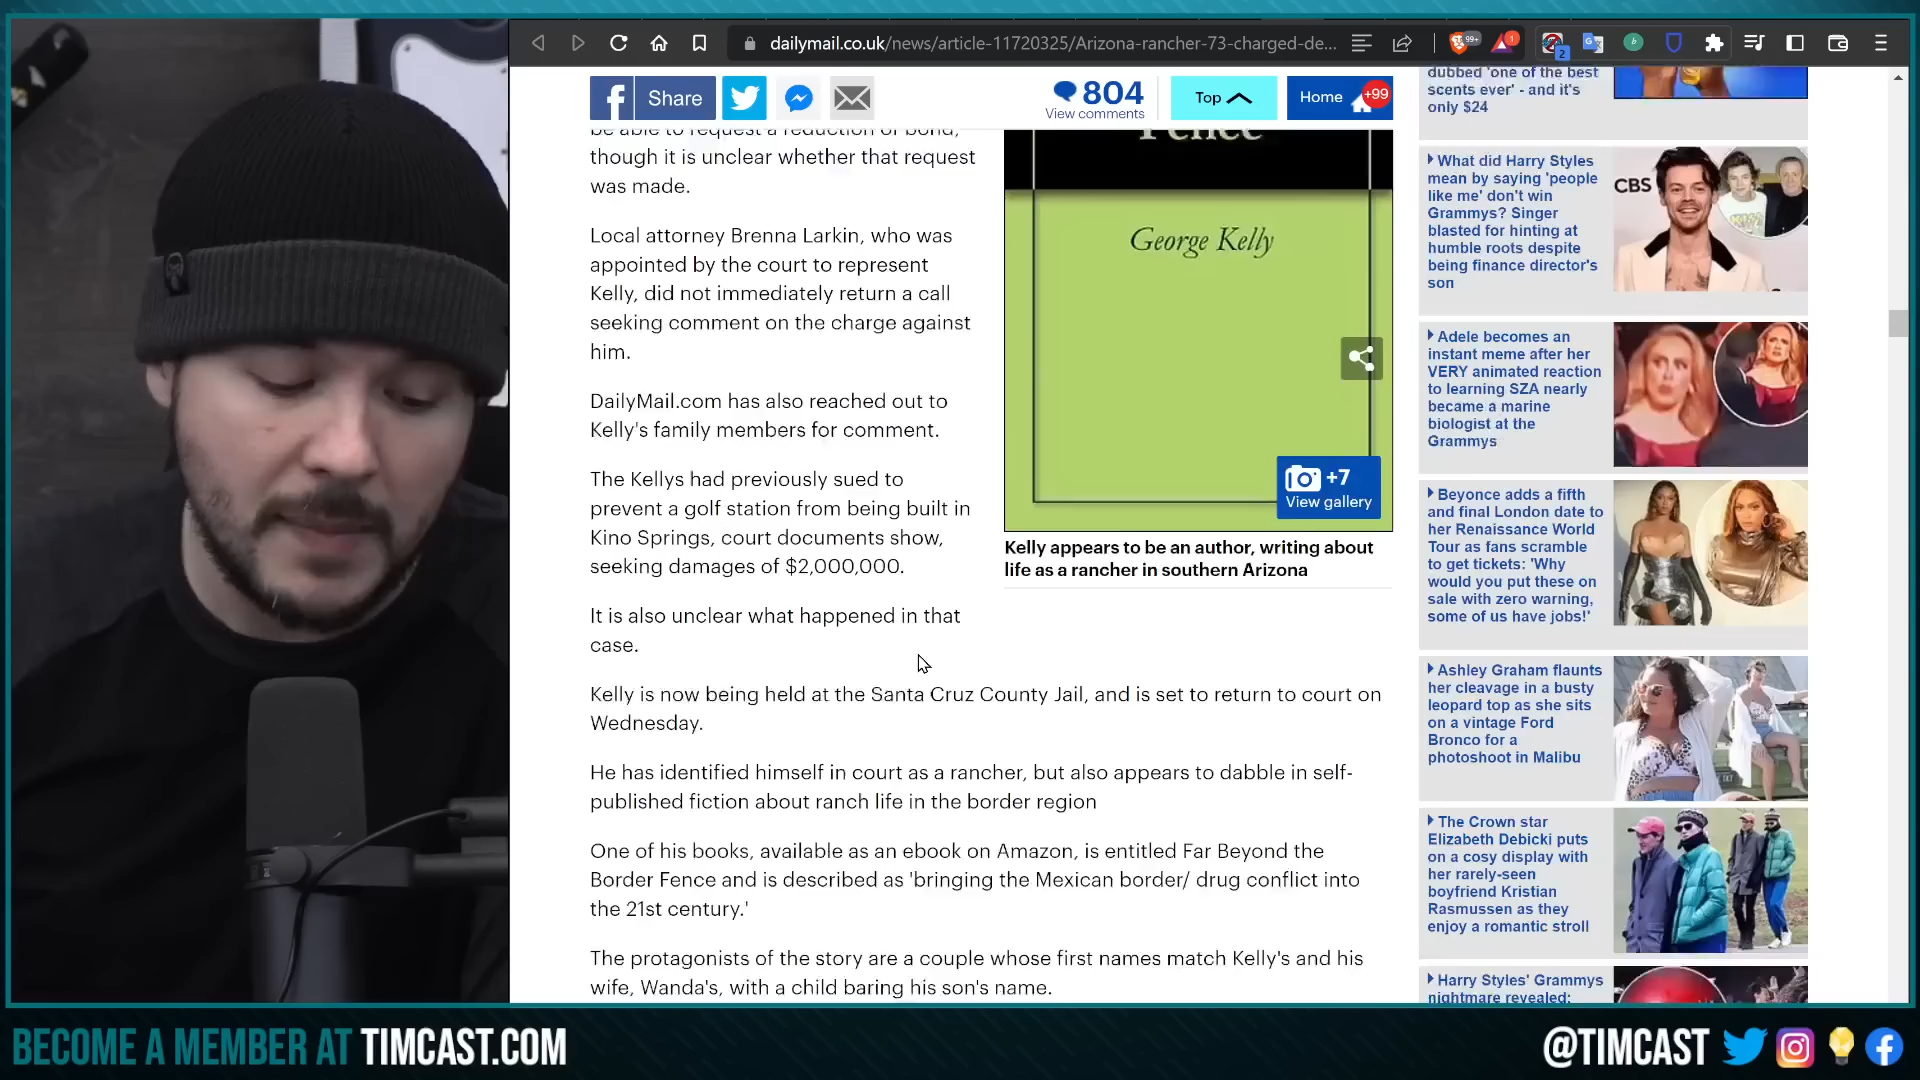 dailymail.co.uk/news/article-11720325/Arizona-rancher-73-charged-de...
99+
1
2
Share
804
View comments
Top
Home
+99
be able to request a reduction of bond,
though it is unclear whether that request
was made.
Local attorney Brenna Larkin, who was
appointed by the court to represent
Kelly, did not immediately return a call
seeking comment on the charge against
him.
DailyMail.com has also reached out to
Kelly's family members for comment.
The Kellys had previously sued to
prevent a golf station from being built in
Kino Springs, court documents show,
seeking damages of $2,000,000.
It is also unclear what happened in that
case.
Fence
George Kelly
+7
View gallery
Kelly appears to be an author, writing about
life as a rancher in southern Arizona
Kelly is now being held at the Santa Cruz County Jail, and is set to return to court on
Wednesday.
He has identified himself in court as a rancher, but also appears to dabble in self-
published fiction about ranch life in the border region
One of his books, available as an ebook on Amazon, is entitled Far Beyond the
Border Fence and is described as 'bringing the Mexican border/ drug conflict into
the 21st century.'
The protagonists of the story are a couple whose first names match Kelly's and his
wife, Wanda's, with a child baring his son's name.
dubbed 'one of the best
scents ever' - and it's
only $24
What did Harry Styles
mean by saying 'people
like me' don't win
Grammys? Singer
blasted for hinting at
humble roots despite
being finance director's
son
CBS
Adele becomes an
instant meme after her
VERY animated reaction
to learning SZA nearly
became a marine
biologist at the
Grammys
Beyonce adds a fifth
and final London date to
her Renaissance World
Tour as fans scramble
to get tickets: 'Why
would you put these on
sale with zero warning,
some of us have jobs!'
Ashley Graham flaunts
her cleavage in a busty
leopard top as she sits
on a vintage Ford
Bronco for a
photoshoot in Malibu
The Crown star
Elizabeth Debicki puts
on a cosy display with
her rarely-seen
boyfriend Kristian
Rasmussen as they
enjoy a romantic stroll
Harry Styles' Grammys
nightmare revealed:
BECOME A MEMBER AT TIMCAST.COM
@TIMCAST